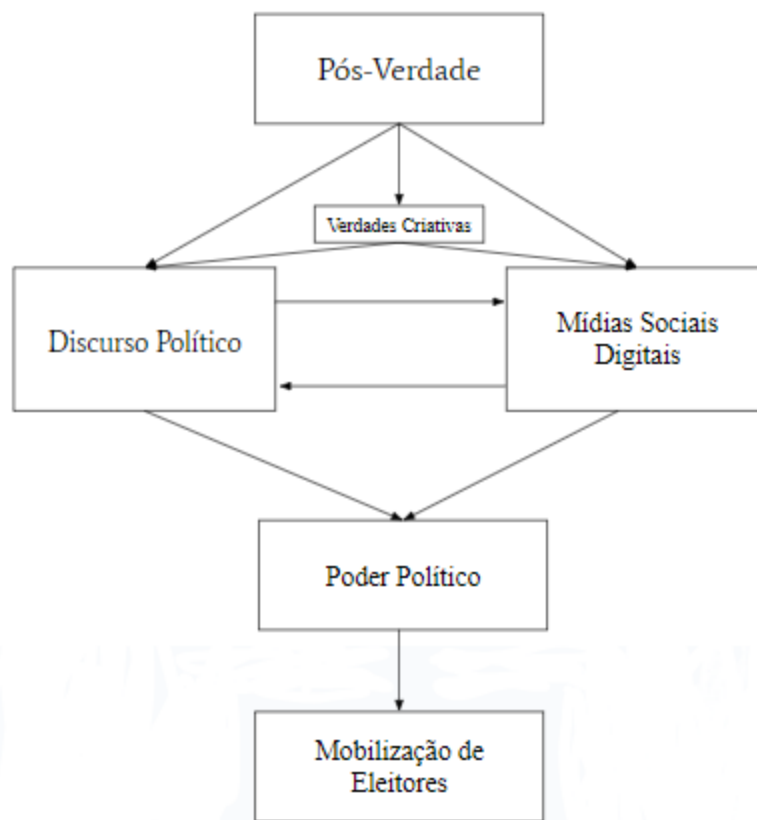 Pós-Verdade
Verdades Criativas
Discurso Político
Mídias Sociais
Digitais
Poder Político
Mobilização de
Eleitores